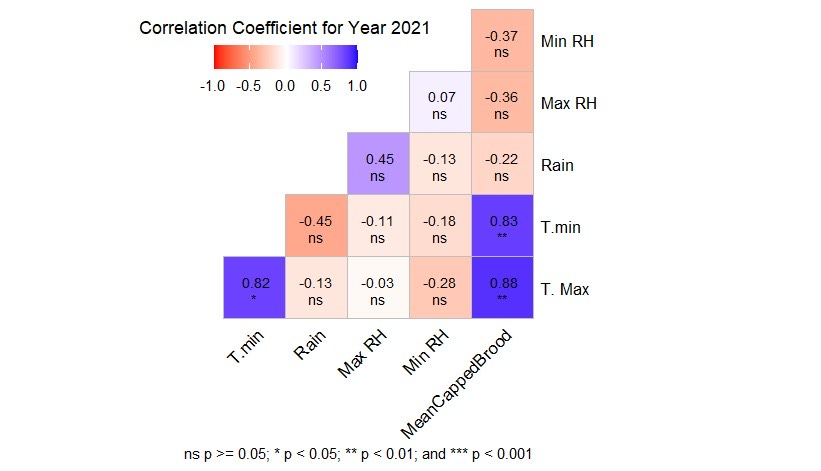 Correlation Coefficient for Year 2021
-1.0 -0.5 0.0 0.5 1.0
-0.37
ns
Min RH
0.07 -0.36
ns ns
Max RH
0.45 -0.13 -0.22
ns ns ns
Rain
-0.45 -0.11 -0.18 0.83
ns ns ns **
T.min
0.82 -0.13 -0.03 -0.28 0.88
* ns ns ns **
T. Max
T.min Rain Max RH Min RH MeanCappedBrood
ns p >= 0.05; * p < 0.05; ** p < 0.01; and *** p < 0.001